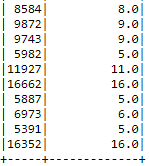 | 8584| 8.0|
| 9872| 9.0|
| 9743| 9.0|
| 5982| 5.0|
|11927| 11.0|
|16662| 16.0|
| 5887| 5.0|
| 6973| 6.0|
| 5391| 5.0|
|16352| 16.0|
+-----+--------------+